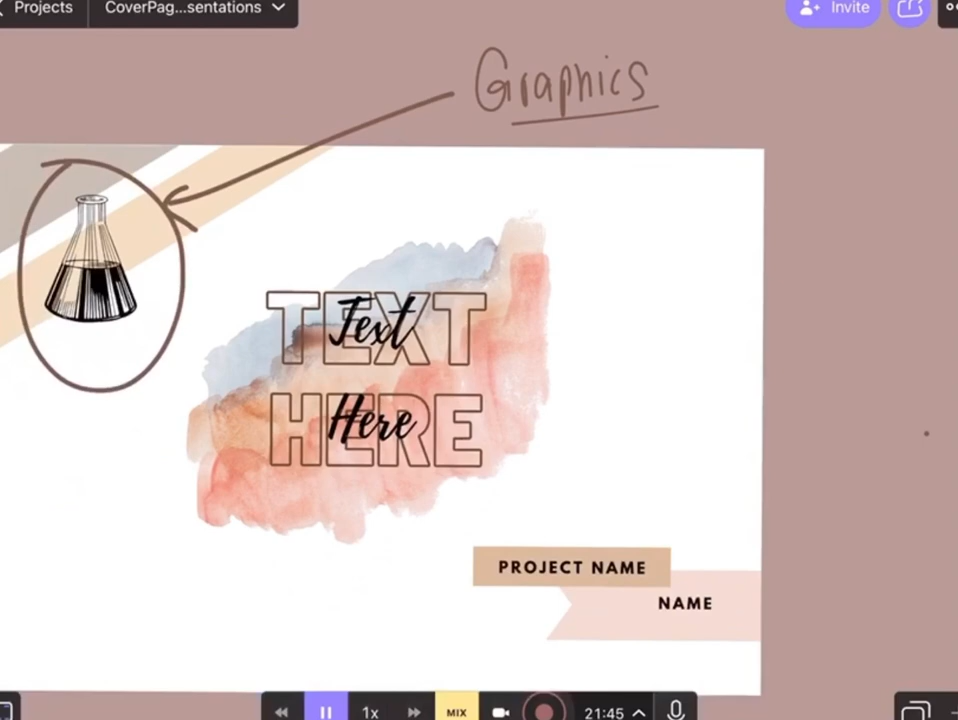 Projects
CoverPag...sentations
Invite
Graphics
TEXT
Text
HERE
Here
PROJECT NAME
NAME
1x
MIX
21:45